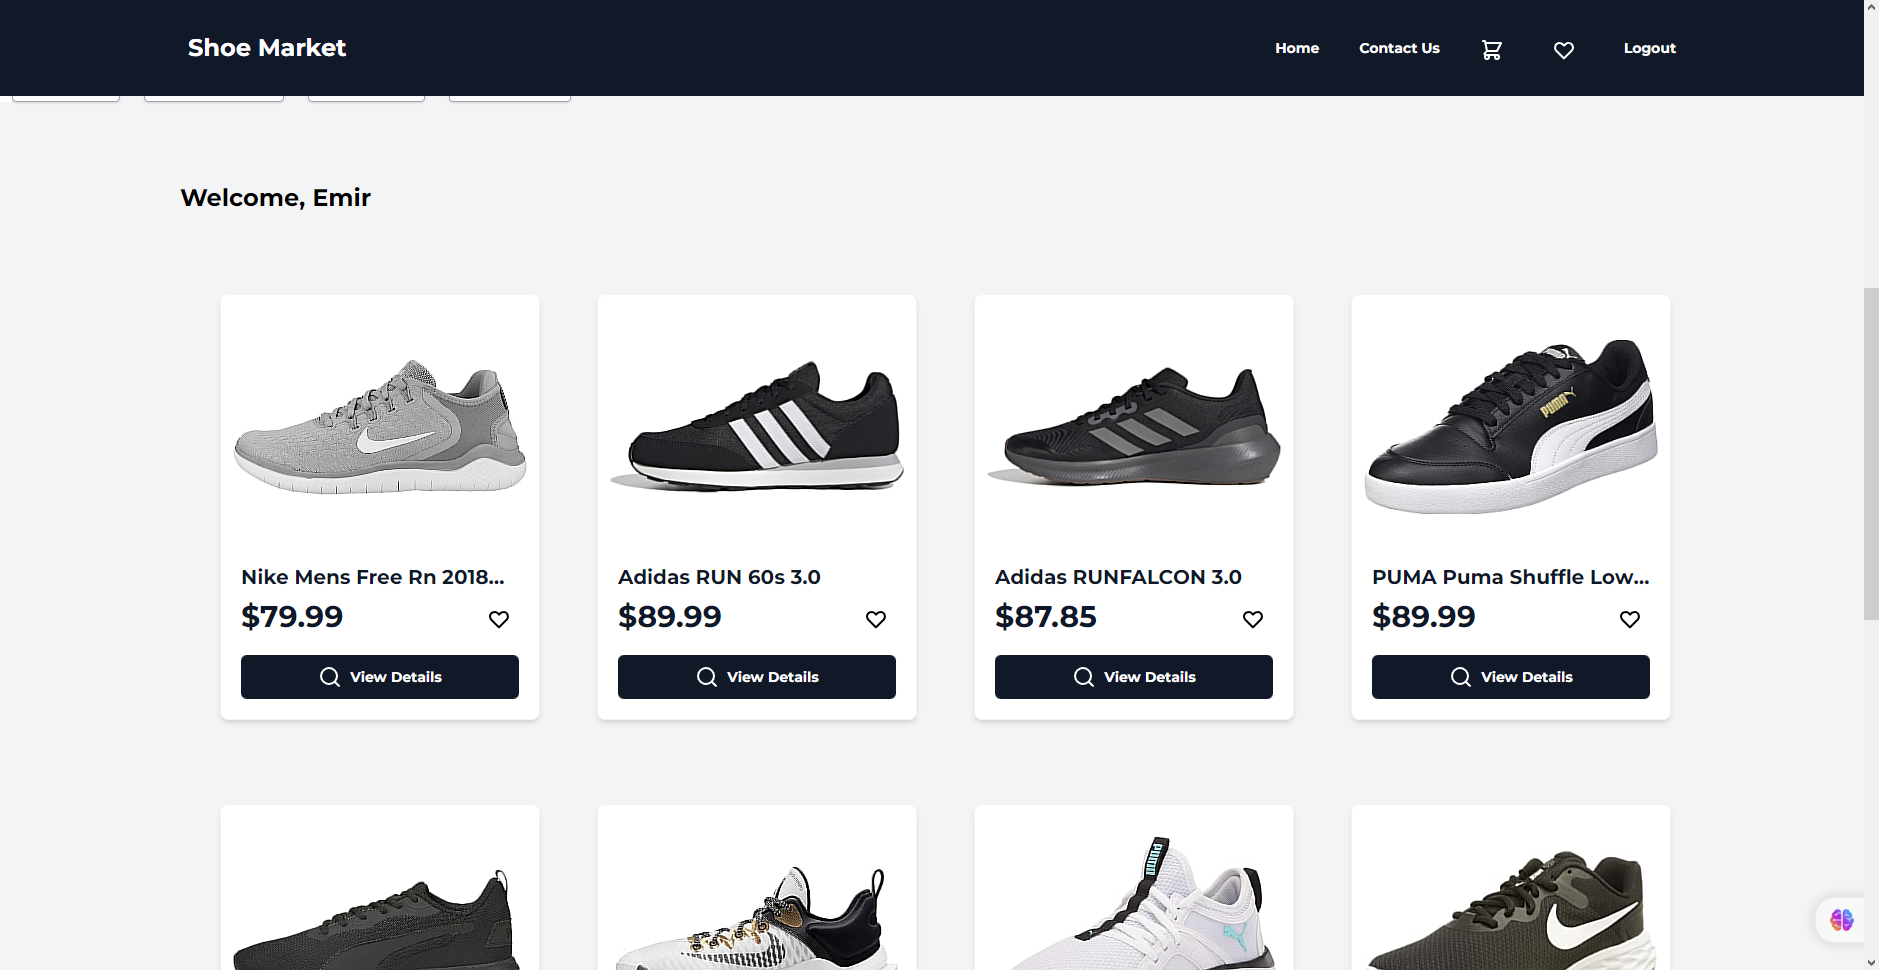 Shoe Market
Home
Contact Us
Logout
Welcome, Emir
PUMA
Nike Mens Free Rn 2018...
Adidas RUN 60s 3.0
Adidas RUNFALCON 3.0
PUMA Puma Shuffle Low...
$79.99
$89.99
$87.85
$89.99
View Details
View Details
View Details
View Details
PUMA